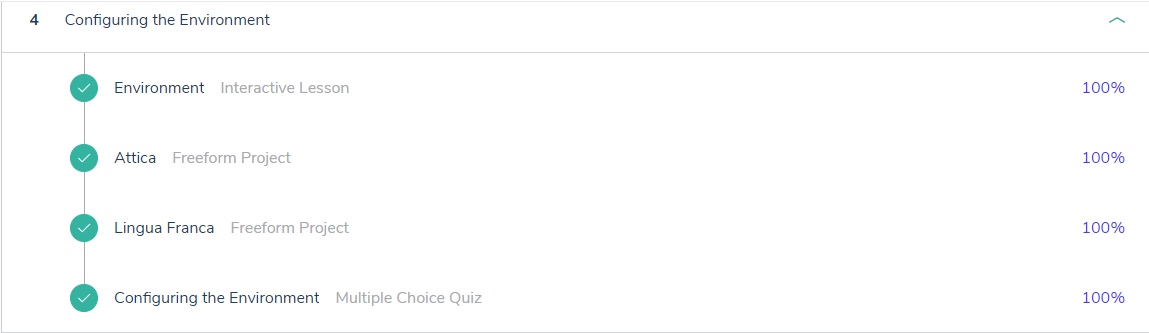 4 Configuring the Environment
Environment Interactive Lesson 100%
Attica Freeform Project 100%
Lingua Franca Freeform Project 100%
Configuring the Environment Multiple Choice Quiz 100%